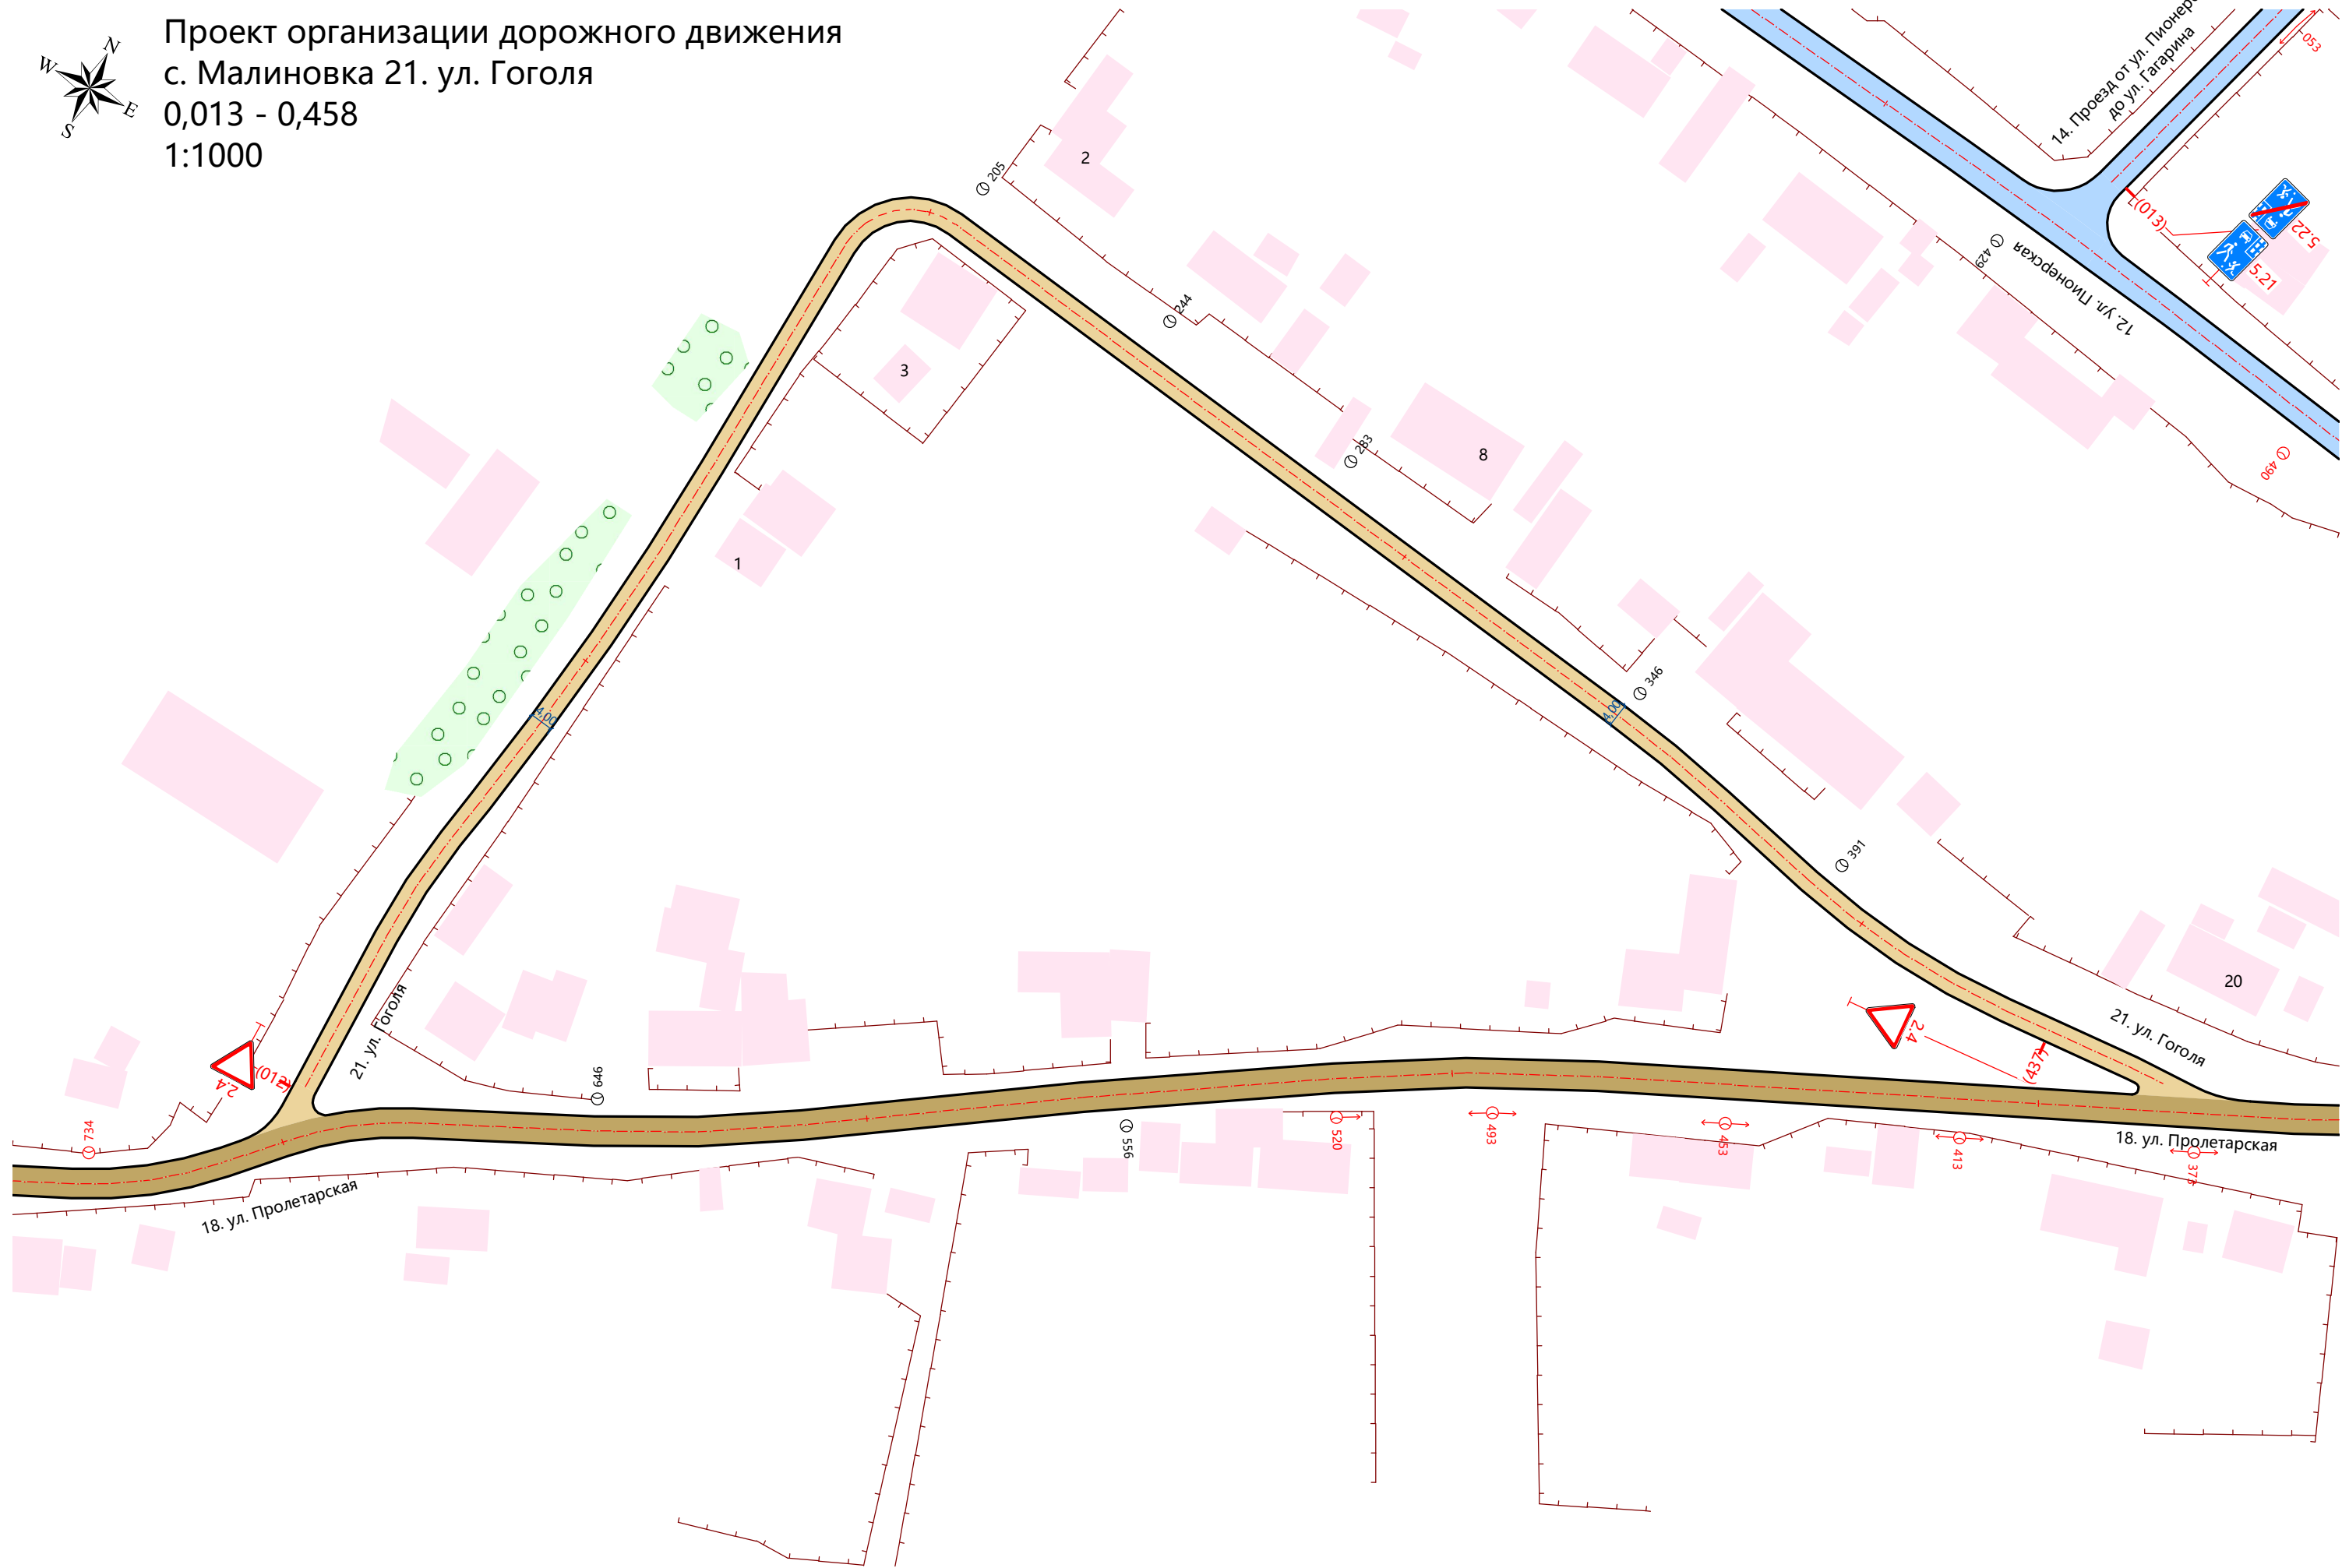 Проект организации дорожного движения
с. Малиновка 21. ул. Гоголя
0,013 - 0,458
1:1000
N
W
E
S
14. Проезд от ул.
до ул. Гагарина
053
(013)
5.22
5.21
205
2
429
12. ул. Пионерская
244
3
283
8
490
1
346
4,00
4,00
391
20
21. ул. Гоголя
21. ул. Гоголя
2.4
(437)
2.4
(012)
646
734
556
520
493
453
413
373
18. ул. Пролетарская
18. ул. Пролетарская